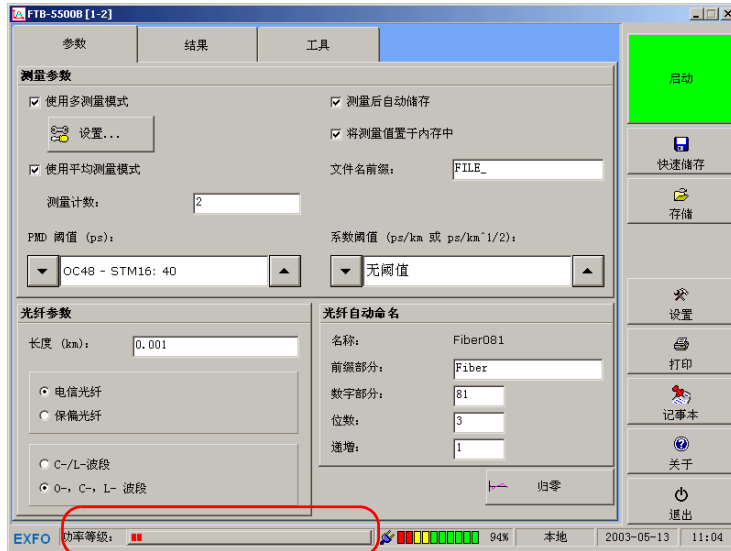 FTB-5500B [1-2]
参数 结果 工具
测量参数
使用多测量模式
设置...
使用平均测量模式
测量计数: 2
PMD 阈值 (ps):
OC48 - STM16: 40
测量后自动储存
将测量值置于内存中
文件名前缀: FILE_
系数阈值 (ps/km 或 ps/km^1/2):
无阈值
光纤参数
长度 (km): 0.001
电信光纤
保偏光纤
C-/L-波段
O-, C-, L- 波段
光纤自动命名
名称: Fiber081
前缀部分: Fiber
数字部分: 81
位数: 3
递增: 1
归零
启动
快速储存
存储
设置
打印
记事本
关于
退出
EXFO 功率等级: 94% 本地 2003-05-13 11:04